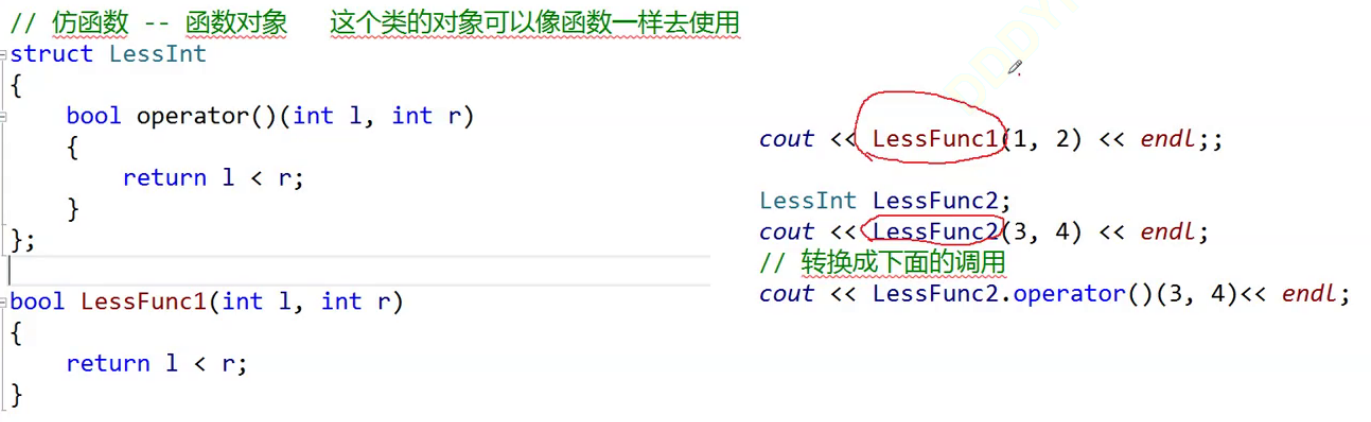 // 仿函数 -- 函数对象   这个类的对象可以像函数一样去使用
struct LessInt
{
    bool operator()(int l, int r)
    {
        return l < r;
    }
};
bool LessFunc1(int l, int r)
{
    return l < r;
}
cout << LessFunc1(1, 2) << endl;;
LessInt LessFunc2;
cout << LessFunc2(3, 4) << endl;
// 转换成下面的调用
cout << LessFunc2.operator()(3, 4)<< endl;